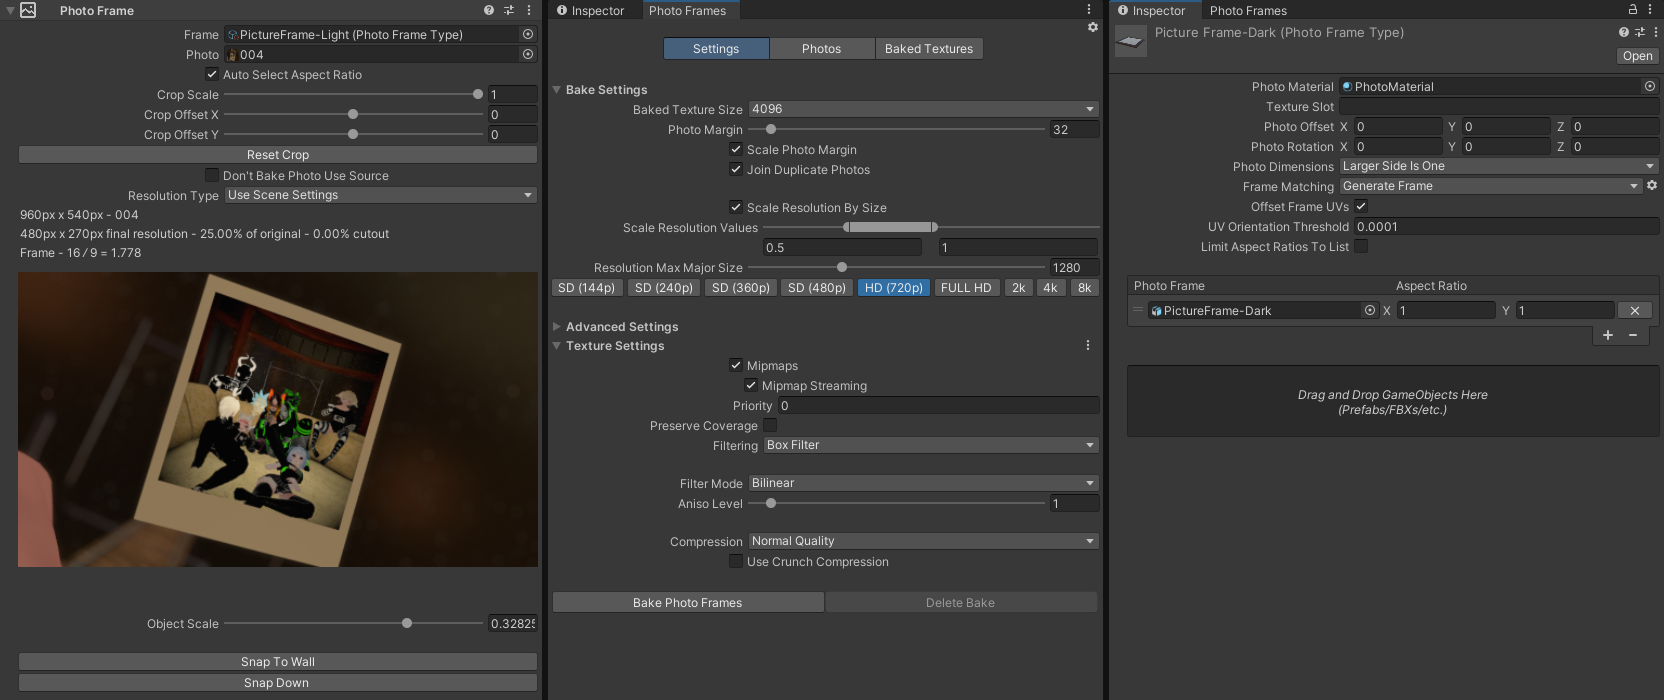 Photo Frame
Frame PictureFrame-Light (Photo Frame Type)
Photo 004
Auto Select Aspect Ratio
Crop Scale 1
Crop Offset X 0
Crop Offset Y 0
Reset Crop
Don't Bake Photo Use Source
Resolution Type Use Scene Settings
960px x 540px - 004
480px x 270px final resolution - 25.00% of original - 0.00% cutout
Frame - 16 / 9 = 1.778
Object Scale 0.32825
Snap To Wall
Snap Down
Inspector Photo Frames
Settings Photos Baked Textures
Bake Settings
Baked Texture Size 4096
Photo Margin 32
Scale Photo Margin
Join Duplicate Photos
Scale Resolution By Size
Scale Resolution Values
0.5 1
Resolution Max Major Size 1280
SD (144p) SD (240p) SD (360p) SD (480p) HD (720p) FULL HD 2k 4k 8k
Advanced Settings
Texture Settings
Mipmaps
Mipmap Streaming
Priority 0
Preserve Coverage
Filtering Box Filter
Filter Mode Bilinear
Aniso Level 1
Compression Normal Quality
Use Crunch Compression
Bake Photo Frames Delete Bake
Inspector Photo Frames
Picture Frame-Dark (Photo Frame Type)
Open
Photo Material PhotoMaterial
Texture Slot
Photo Offset X 0 Y 0 Z 0
Photo Rotation X 0 Y 0 Z 0
Photo Dimensions Larger Side Is One
Frame Matching Generate Frame
Offset Frame UVs
UV Orientation Threshold 0.0001
Limit Aspect Ratios To List
Photo Frame Aspect Ratio
PictureFrame-Dark X 1 Y 1
Drag and Drop GameObjects Here
(Prefabs/FBXs/etc.)